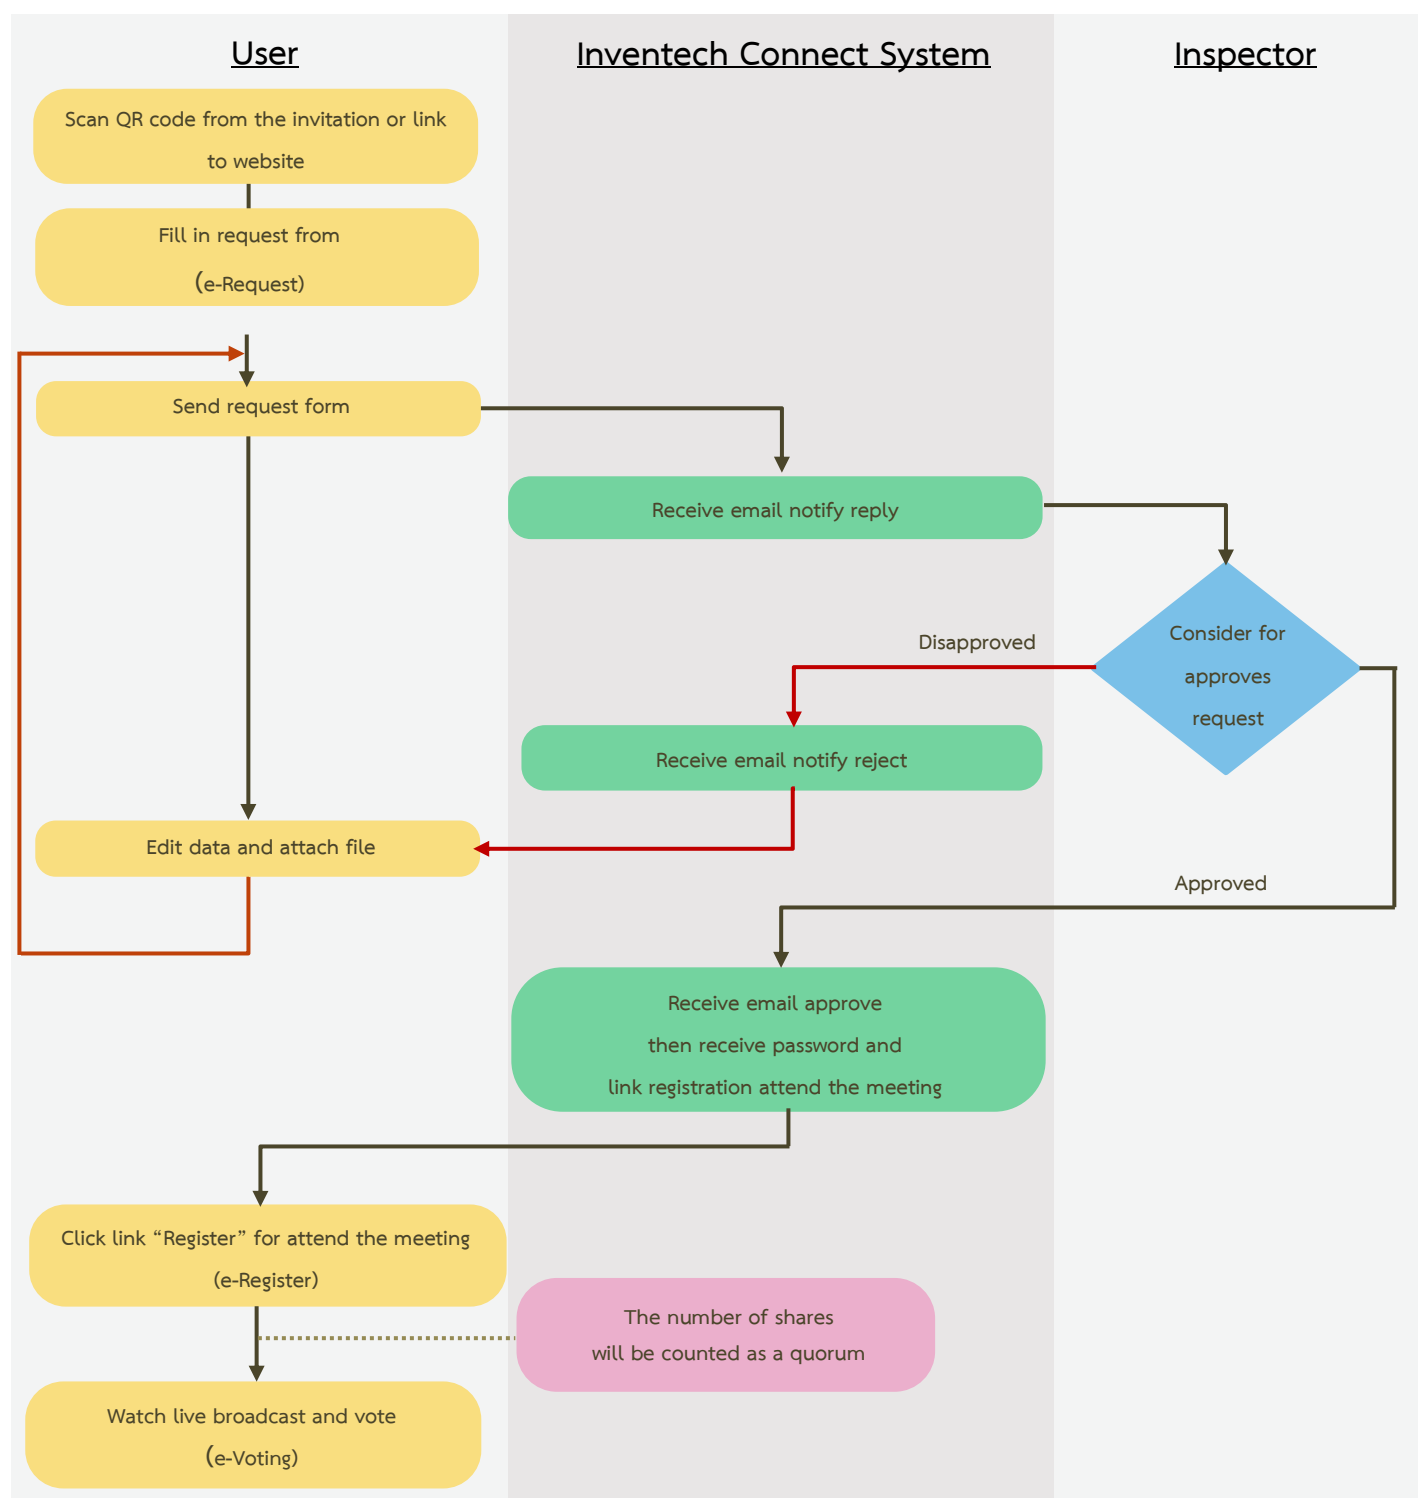 User
Inventech Connect System
Inspector
Scan QR code from the invitation or link
to website
Fill in request from
(e-Request)
Send request form
Receive email notify reply
Consider for
approves
request
Disapproved
Receive email notify reject
Edit data and attach file
Approved
Receive email approve
then receive password and
link registration attend the meeting
Click link “Register” for attend the meeting
(e-Register)
The number of shares
will be counted as a quorum
Watch live broadcast and vote
(e-Voting)